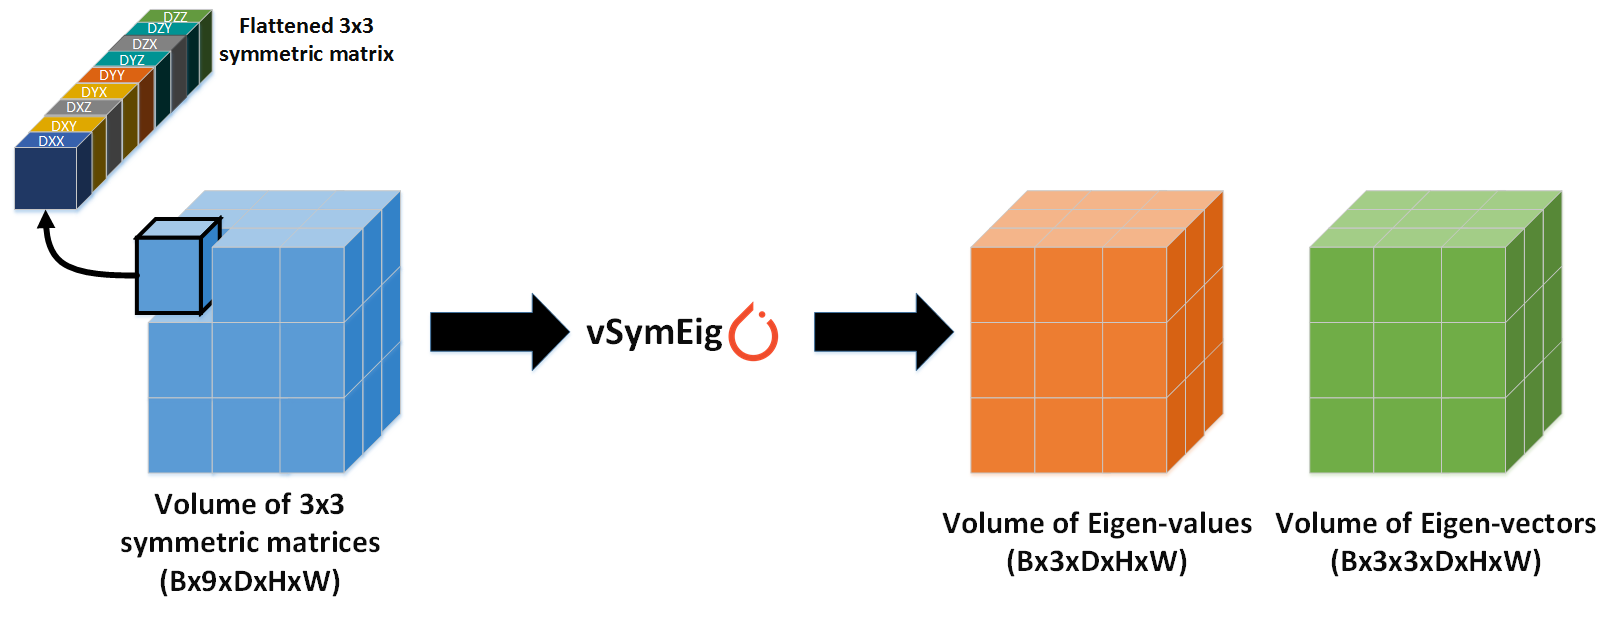 DZZ
DZY
DZX
DYZ
DYY
DYX
DXZ
DXY
DXX
Flattened 3x3
symmetric matrix
vSymEig
Volume of 3x3
symmetric matrices
(Bx9xDxHxW)
Volume of Eigen-values
(Bx3xDxHxW)
Volume of Eigen-vectors
(Bx3x3xDxHxW)